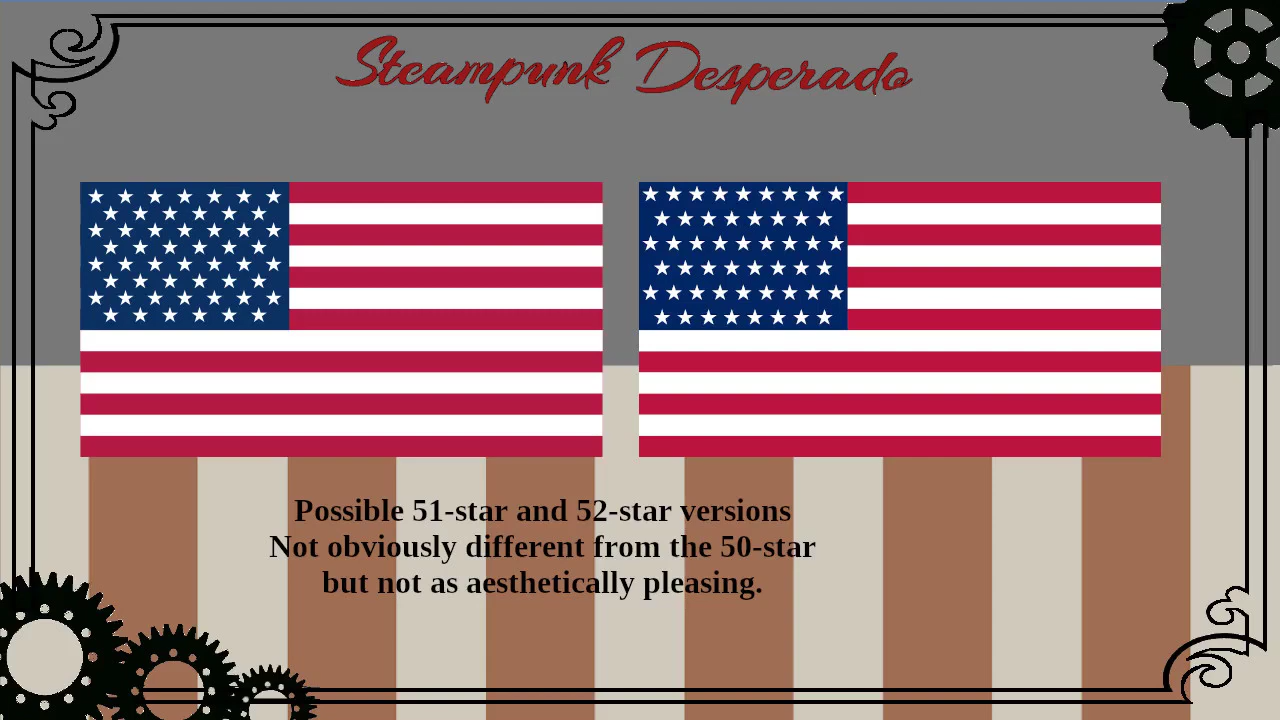 Steampunk Desperado
Possible 51-star and 52-star versions
Not obviously different from the 50-star
but not as aesthetically pleasing.